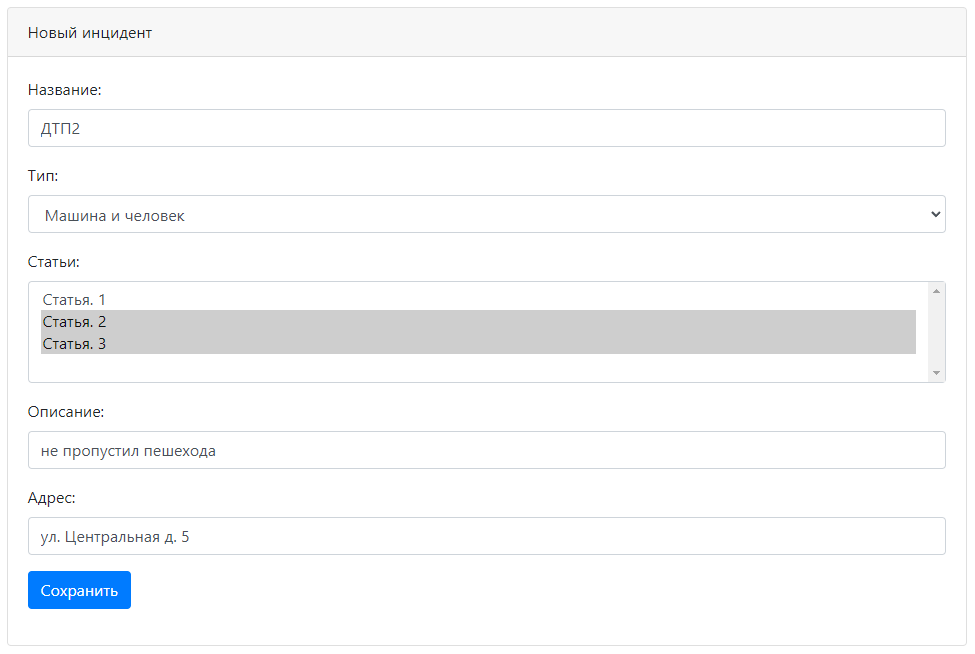 Новый инцидент
Название:
ДТП2
Тип:
Машина и человек
Статьи:
Статья. 1
Статья. 2
Статья. 3
Описание:
не пропустил пешехода
Адрес:
ул. Центральная д. 5
Сохранить